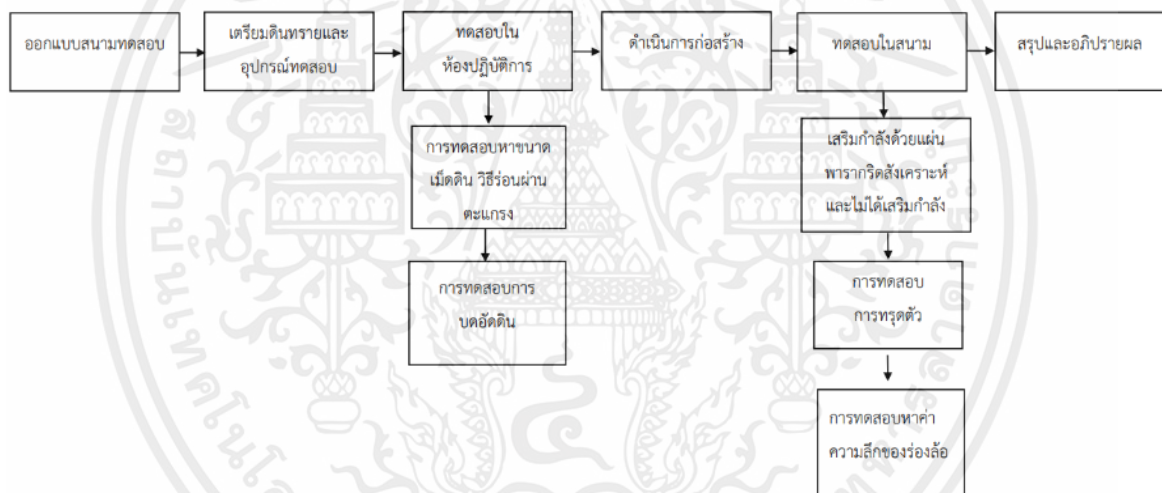 ออกแบบสนามทดสอบ
เตรียมดินทรายและ
อุปกรณ์ทดสอบ
ทดสอบใน
ห้องปฏิบัติการ
ดำเนินการก่อสร้าง
ทดสอบในสนาม
สรุปและอภิปรายผล
การทดสอบหาขนาด
เม็ดดิน วิธีร่อนผ่าน
ตะแกรง
การทดสอบการ
บดอัดดิน
เสริมกำลังด้วยแผ่น
พารากริดสังเคราะห์
และไม่ได้เสริมกำลัง
การทดสอบ
การทรุดตัว
การทดสอบหาค่า
ความลึกของร่องล้อ